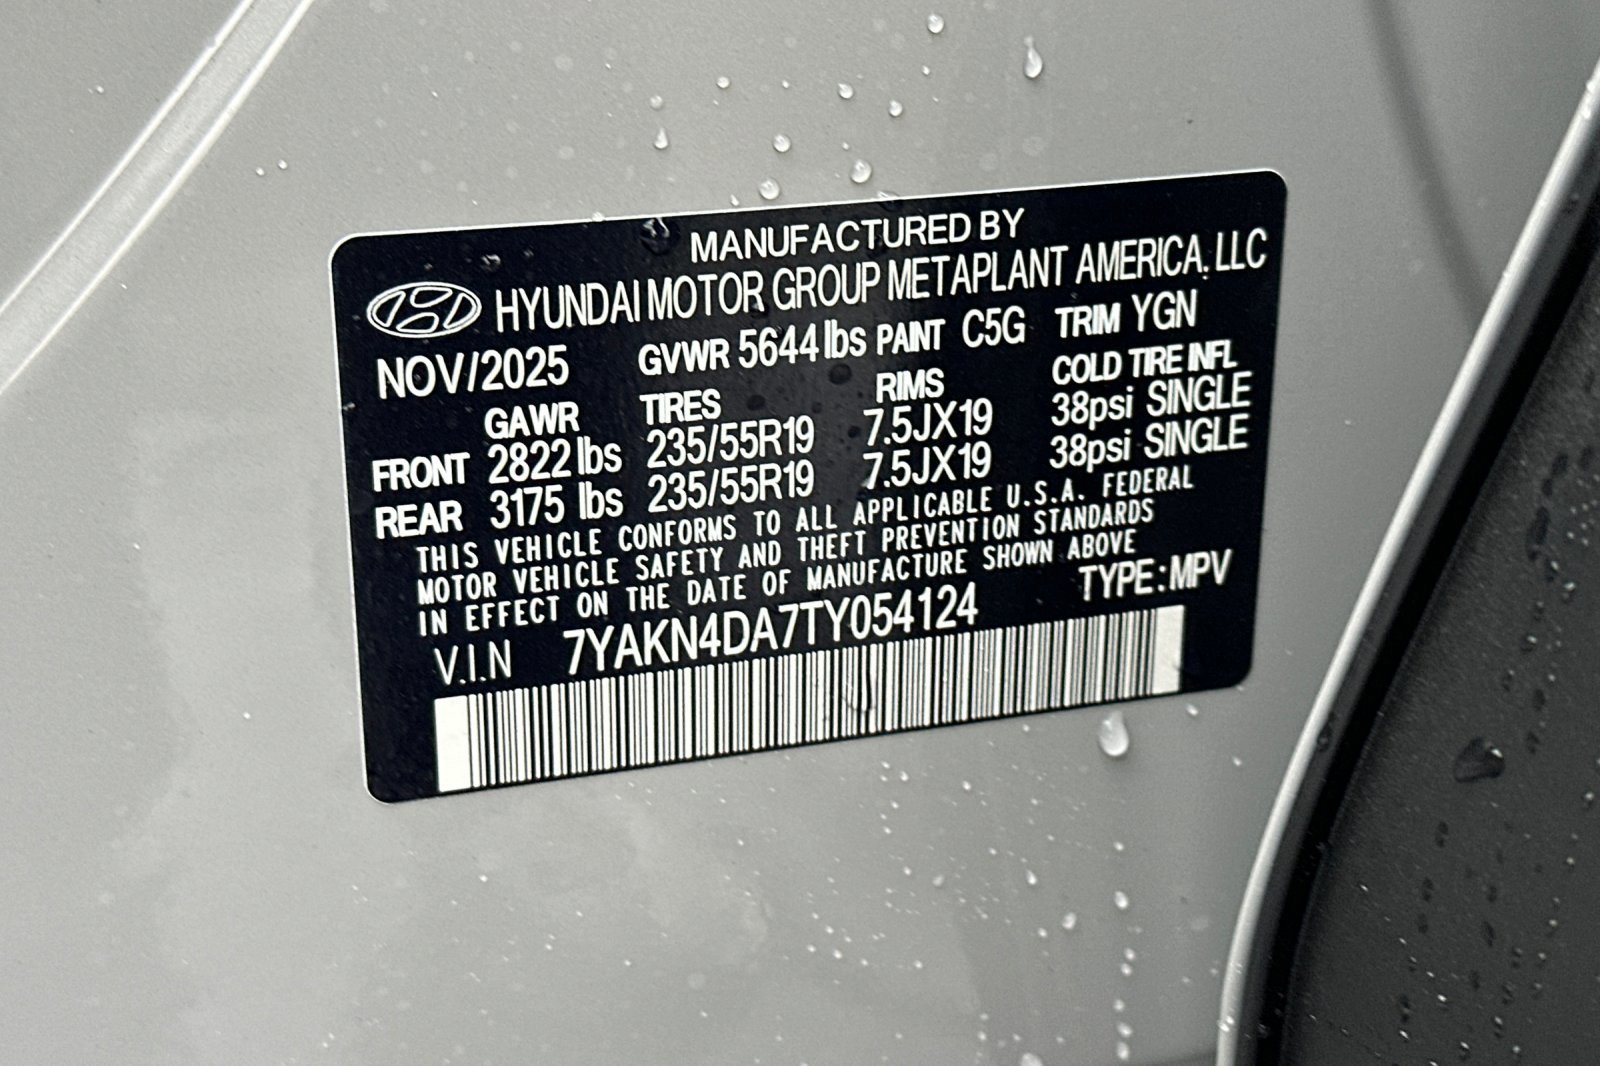 MANUFACTURED BY
HYUNDAI MOTOR GROUP METAPLANT AMERICA, LLC
NOV/2025 GVWR 5644 lbs PAINT C5G TRIM YGN
GAWR TIRES RIMS COLD TIRE INFL
FRONT 2822 lbs 235/55R19 7.5JX19 38psi SINGLE
REAR 3175 lbs 235/55R19 7.5JX19 38psi SINGLE
THIS VEHICLE CONFORMS TO ALL APPLICABLE U.S.A. FEDERAL
MOTOR VEHICLE SAFETY AND THEFT PREVENTION STANDARDS
IN EFFECT ON THE DATE OF MANUFACTURE SHOWN ABOVE
V.I.N 7YAKN4DA7TY054124 TYPE:MPV